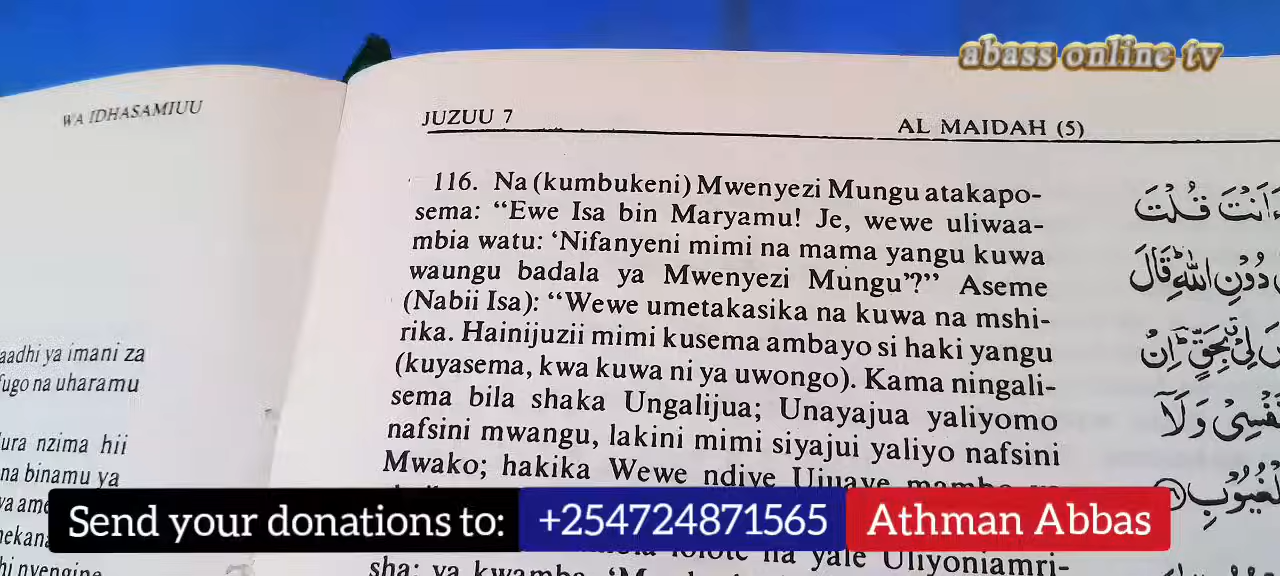 abass online tv
WA IDHASAMIUU
aadhi ya imani za
fugo na uharamu
ura nzima hii
na binamu ya
JUZUU 7
AL MAIDAH (5)
116. Na (kumbukeni) Mwenyezi Mungu atakapo-
sema: “Ewe Isa bin Maryamu! Je, wewe uliwaa-
mbia watu: ‘Nifanyeni mimi na mama yangu kuwa
waungu badala ya Mwenyezi Mungu’?” Aseme
(Nabii Isa): “Wewe umetakasika na kuwa na mshi-
rika. Hainijuzii mimi kusema ambayo si haki yangu
(kuyasema, kwa kuwa ni ya uwongo). Kama ningali-
sema bila shaka Ungalijua; Unayajua yaliyomo
nafsini mwangu, lakini mimi siyajui yaliyo nafsini
Mwako; hakika Wewe ndiye Ujuaye mambo
lolote na yale Uliyoniamri-
sha: ya kwamba
ءَاَنْتَ قُلْتَ
دُوْنِ اللّٰهِ قَالَ
لِیْ بِحَقٍّ اِنْ
وَلَاۤ
Send your donations to: +254724871565 Athman Abbas